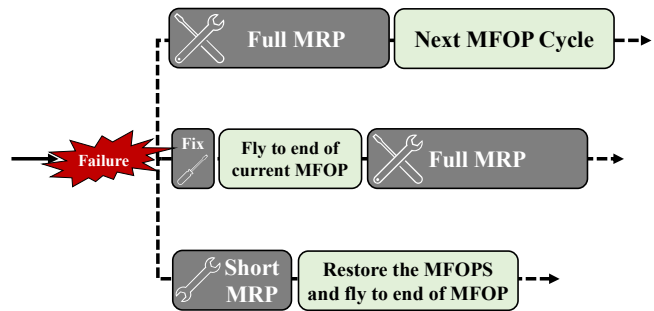 Full MRP
Next MFOP Cycle
Failure
Fix
Fly to end of
current MFOP
Full MRP
Short
MRP
Restore the MFOPS
and fly to end of MFOP